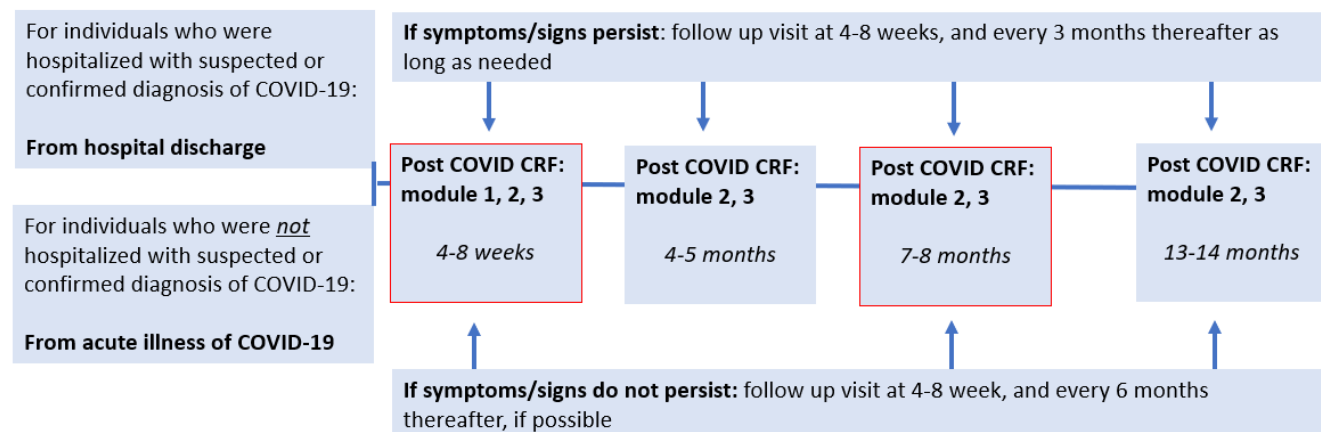 For individuals who were
hospitalized with suspected or
confirmed diagnosis of COVID-19:
From hospital discharge
For individuals who were not
hospitalized with suspected or
confirmed diagnosis of COVID-19:
From acute illness of COVID-19
If symptoms/signs persist: follow up visit at 4-8 weeks, and every 3 months thereafter as
long as needed
Post COVID CRF:
module 1, 2, 3
4-8 weeks
Post COVID CRF:
module 2, 3
4-5 months
Post COVID CRF:
module 2, 3
7-8 months
Post COVID CRF:
module 2, 3
13-14 months
If symptoms/signs do not persist: follow up visit at 4-8 week, and every 6 months
thereafter, if possible